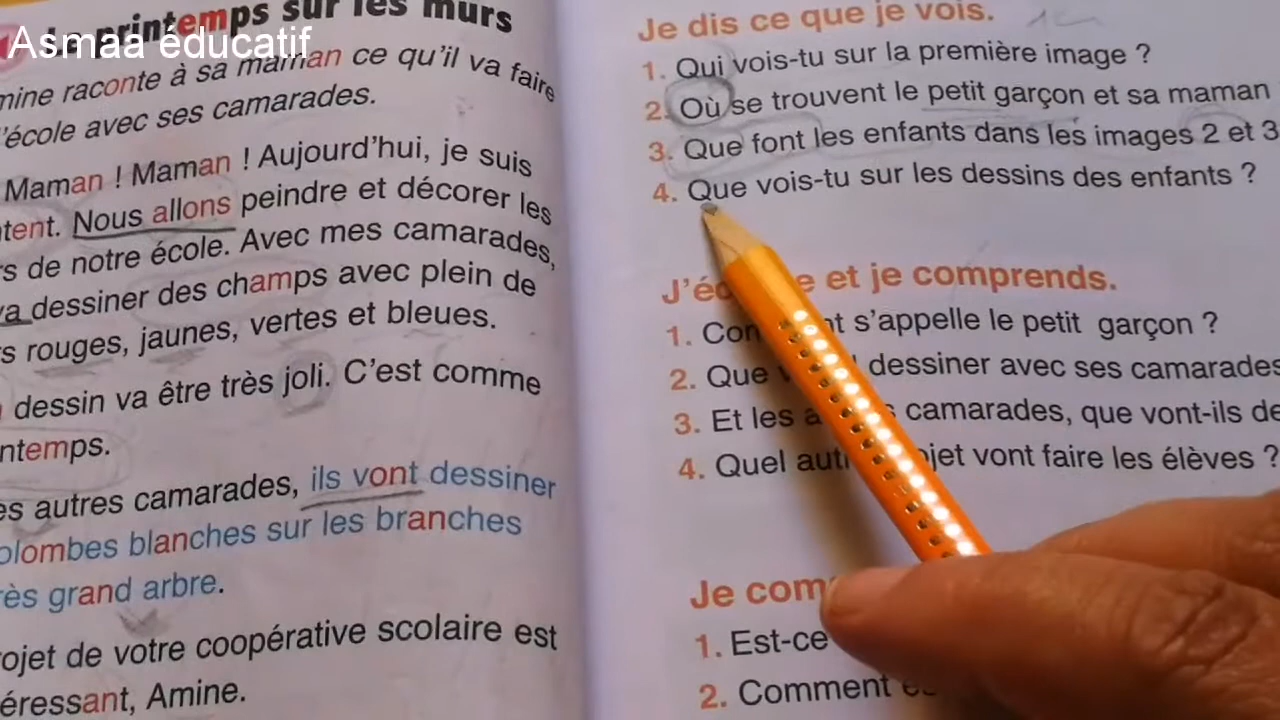 Asmaa éducatif
Le printemps sur les murs
mine raconte à sa maman ce qu'il va faire
l'école avec ses camarades.
Maman ! Maman ! Aujourd'hui, je suis
tent. Nous allons peindre et décorer les
s de notre école. Avec mes camarades,
va dessiner des champs avec plein de
s rouges, jaunes, vertes et bleues.
dessin va être très joli. C'est comme
ntemps.
es autres camarades, ils vont dessiner
olombes blanches sur les branches
rès grand arbre.
rojet de votre coopérative scolaire est
éressant, Amine.
Je dis ce que je vois.
1. Qui vois-tu sur la première image ?
2. Où se trouvent le petit garçon et sa maman
3. Que font les enfants dans les images 2 et 3
4. Que vois-tu sur les dessins des enfants ?
J'éc e et je comprends.
1. Con nt s'appelle le petit garçon ?
2. Que v dessiner avec ses camarades
3. Et les a s camarades, que vont-ils de
4. Quel aut ojet vont faire les élèves ?
Je com
1. Est-ce
2. Comment